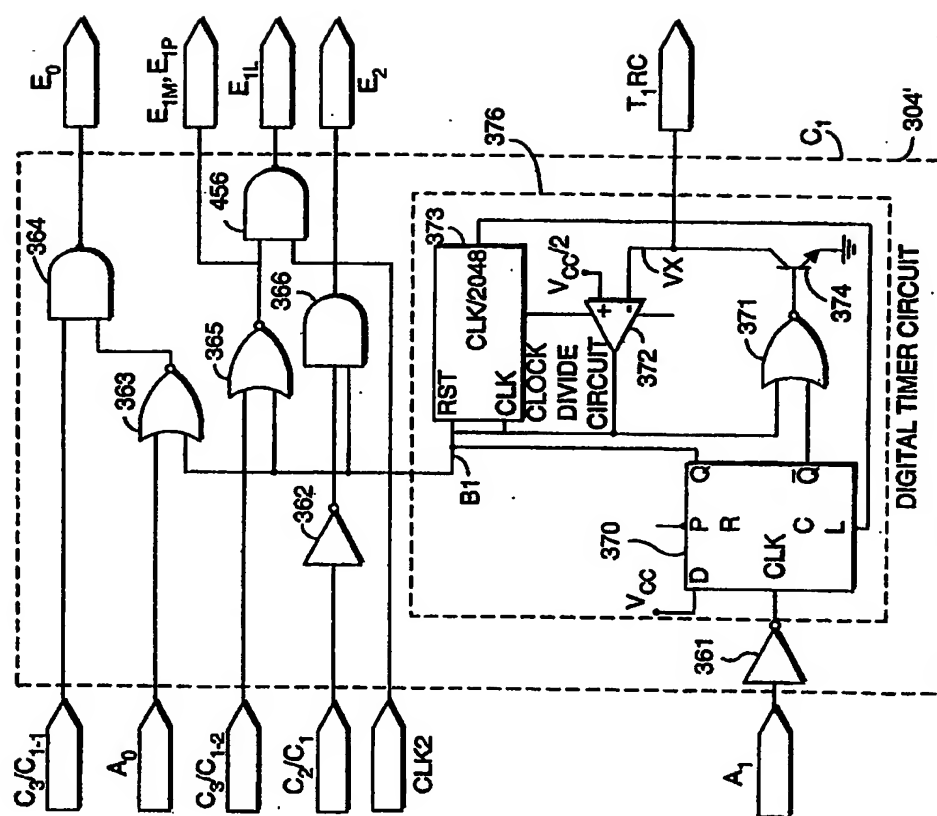 E0
E1M, E1P
E1L
E2
T1RC
C1
304'
376
364
456
366
365
363
362
373
CLK/2048
RST
CLK
CLOCK
DIVIDE
CIRCUIT
VCC/2
+
-
372
VX
374
371
B1
370
VCC
D
P
Q
R
Q
CLK
C
L
DIGITAL TIMER CIRCUIT
361
C3/C1-1
A0
C3/C1-2
C2/C1
CLK2
A1